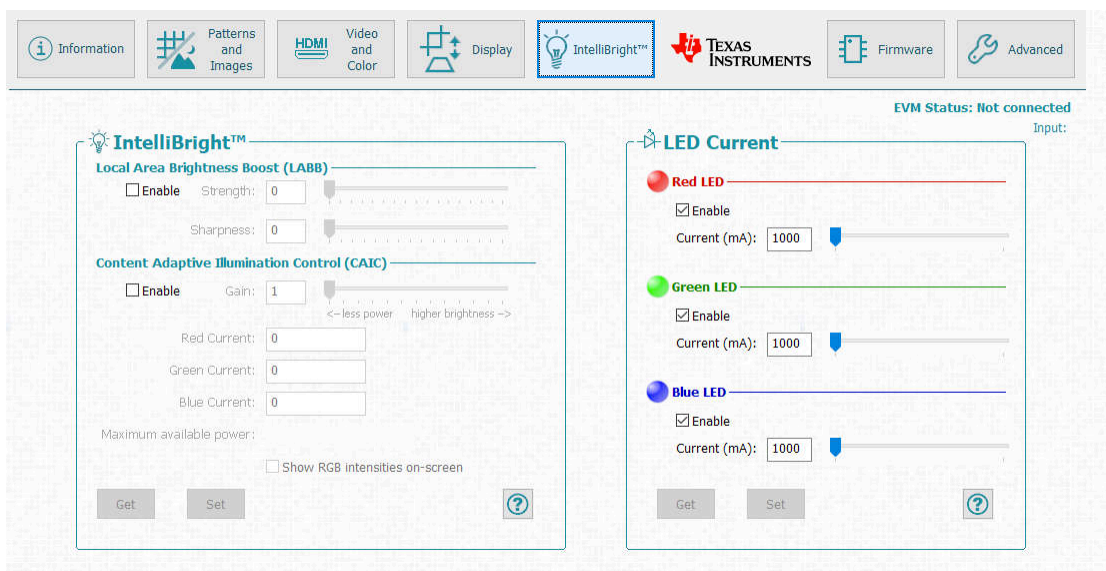 Information
Patterns
and
Images
HDMI
Video
and
Color
Display
IntelliBright™
TEXAS
INSTRUMENTS
Firmware
Advanced
EVM Status: Not connected
Input:
IntelliBright™
Local Area Brightness Boost (LABB)
Enable Strength: 0
Sharpness: 0
Content Adaptive Illumination Control (CAIC)
Enable Gain: 1
<-- less power higher brightness -->
Red Current: 0
Green Current: 0
Blue Current: 0
Maximum available power:
Show RGB intensities on-screen
Get Set ?
LED Current
Red LED
Enable
Current (mA): 1000
Green LED
Enable
Current (mA): 1000
Blue LED
Enable
Current (mA): 1000
Get Set ?